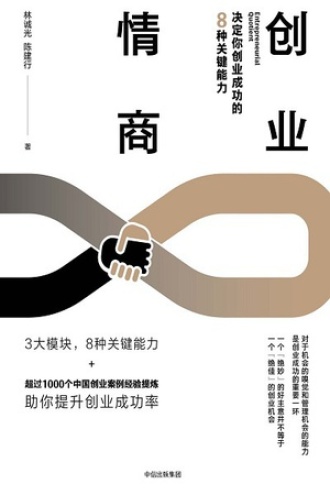 创业
情商
Entrepreneurial
Quotient
决定你创业成功的
8种关键能力
林诚光 陈建行 著
3大模块，8种关键能力
+
超过1000个中国创业案例经验提炼
助你提升创业成功率
对于机会的嗅觉和管理机会的能力
是创业成功的重要一环
一个“绝妙”的好主意并不等于
一个“绝佳”的创业机会
中信出版集团